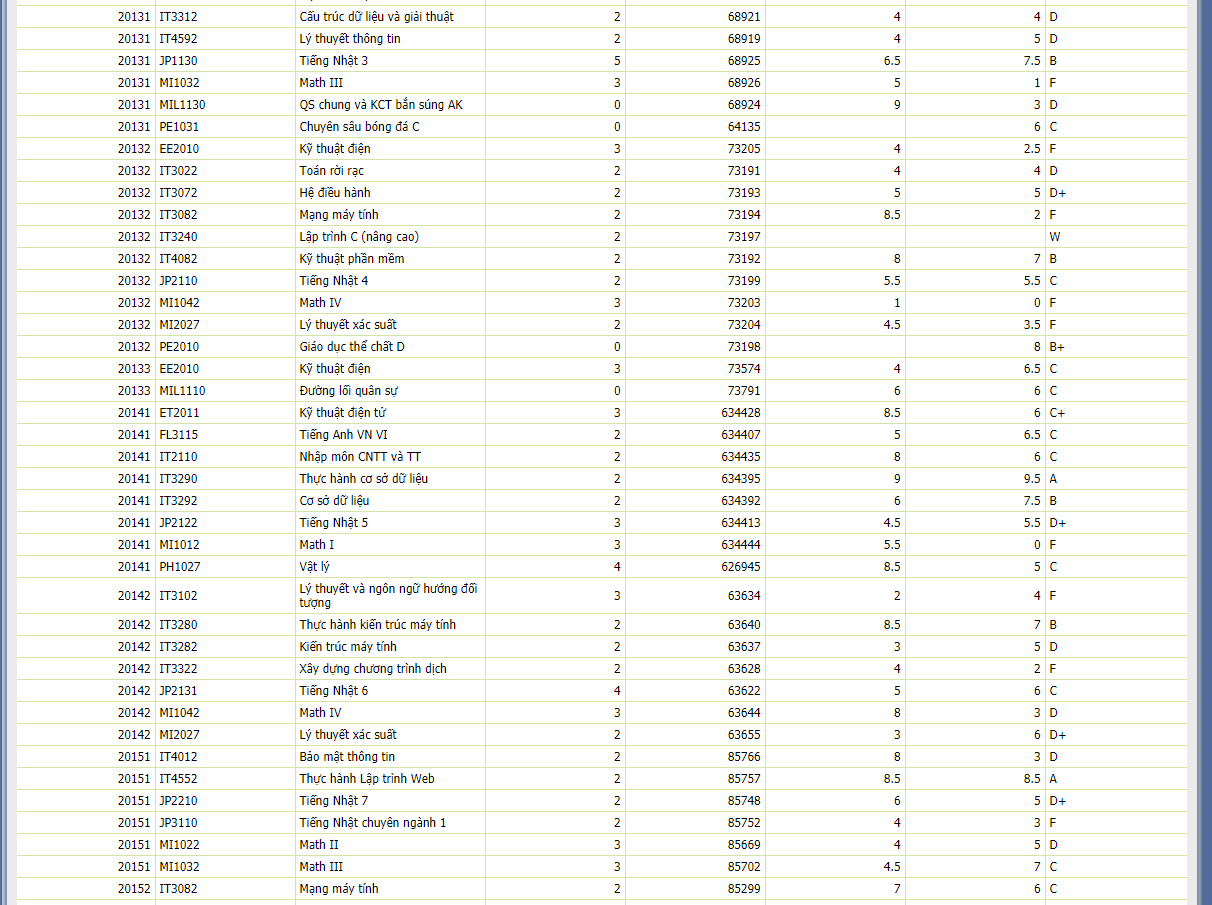 20131 IT3312 Cấu trúc dữ liệu và giải thuật 2 68921 4 4 D
20131 IT4592 Lý thuyết thông tin 2 68919 4 5 D
20131 JP1130 Tiếng Nhật 3 5 68925 6.5 7.5 B
20131 MI1032 Math III 3 68926 5 1 F
20131 MIL1130 QS chung và KCT bắn súng AK 0 68924 9 3 D
20131 PE1031 Chuyên sâu bóng đá C 0 64135 6 C
20132 EE2010 Kỹ thuật điện 3 73205 4 2.5 F
20132 IT3022 Toán rời rạc 2 73191 4 4 D
20132 IT3072 Hệ điều hành 2 73193 5 5 D+
20132 IT3082 Mạng máy tính 2 73194 8.5 2 F
20132 IT3240 Lập trình C (nâng cao) 2 73197 W
20132 IT4082 Kỹ thuật phần mềm 2 73192 8 7 B
20132 JP2110 Tiếng Nhật 4 2 73199 5.5 5.5 C
20132 MI1042 Math IV 3 73203 1 0 F
20132 MI2027 Lý thuyết xác suất 2 73204 4.5 3.5 F
20132 PE2010 Giáo dục thể chất D 0 73198 8 B+
20133 EE2010 Kỹ thuật điện 3 73574 4 6.5 C
20133 MIL1110 Đường lối quân sự 0 73791 6 6 C
20141 ET2011 Kỹ thuật điện tử 3 634428 8.5 6 C+
20141 FL3115 Tiếng Anh VN VI 2 634407 5 6.5 C
20141 IT2110 Nhập môn CNTT và TT 2 634435 8 6 C
20141 IT3290 Thực hành cơ sở dữ liệu 2 634395 9 9.5 A
20141 IT3292 Cơ sở dữ liệu 2 634392 6 7.5 B
20141 JP2122 Tiếng Nhật 5 3 634413 4.5 5.5 D+
20141 MI1012 Math I 3 634444 5.5 0 F
20141 PH1027 Vật lý 4 626945 8.5 5 C
20142 IT3102 Lý thuyết và ngôn ngữ hướng đối 3 63634 2 4 F
tượng
20142 IT3280 Thực hành kiến trúc máy tính 2 63640 8.5 7 B
20142 IT3282 Kiến trúc máy tính 2 63637 3 5 D
20142 IT3322 Xây dựng chương trình dịch 2 63628 4 2 F
20142 JP2131 Tiếng Nhật 6 4 63622 5 6 C
20142 MI1042 Math IV 3 63644 8 3 D
20142 MI2027 Lý thuyết xác suất 2 63655 3 6 D+
20151 IT4012 Bảo mật thông tin 2 85766 8 3 D
20151 IT4552 Thực hành Lập trình Web 2 85757 8.5 8.5 A
20151 JP2210 Tiếng Nhật 7 2 85748 6 5 D+
20151 JP3110 Tiếng Nhật chuyên ngành 1 2 85752 4 3 F
20151 MI1022 Math II 3 85669 4 5 D
20151 MI1032 Math III 3 85702 4.5 7 C
20152 IT3082 Mạng máy tính 2 85299 7 6 C